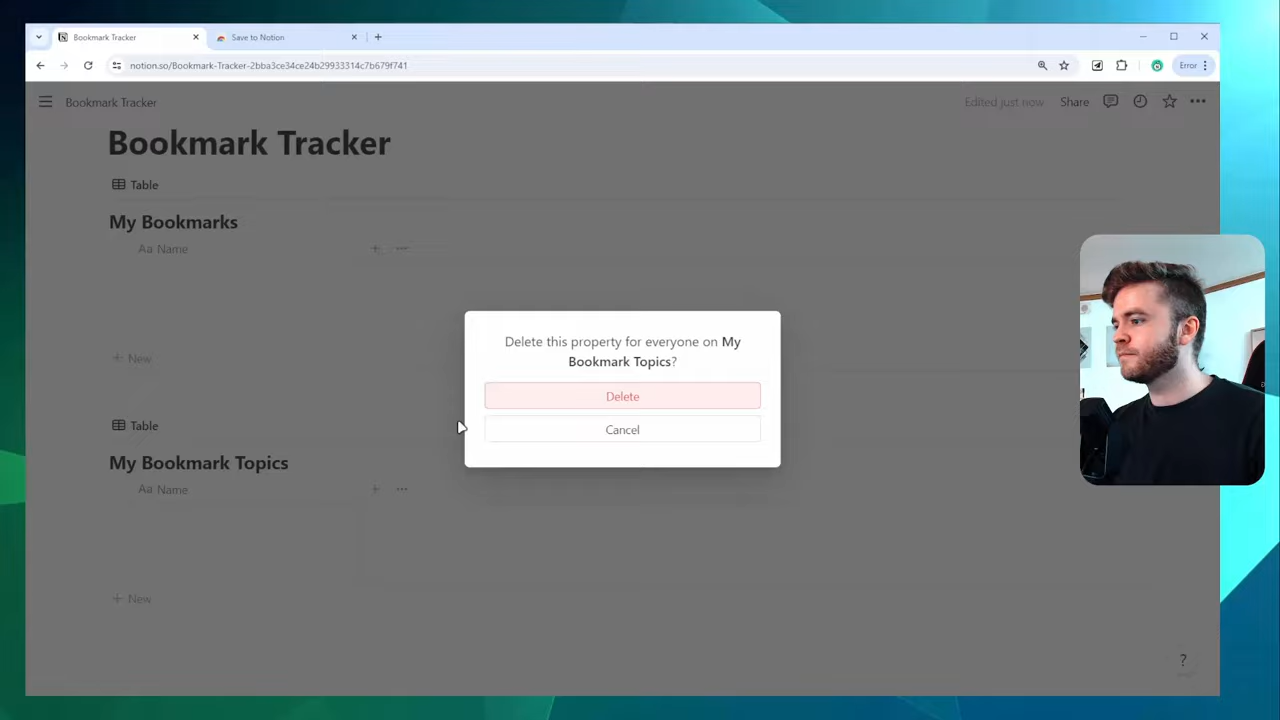 Bookmark Tracker
Save to Notion
notion.so/Bookmark-Tracker-2bba3ce34ce24b29933314c7b679f741
Error
Bookmark Tracker
Edited just now
Share
Bookmark Tracker
Table
My Bookmarks
Aa Name
+ New
Delete this property for everyone on My
Bookmark Topics?
Delete
Cancel
Table
My Bookmark Topics
Aa Name
+ New
?